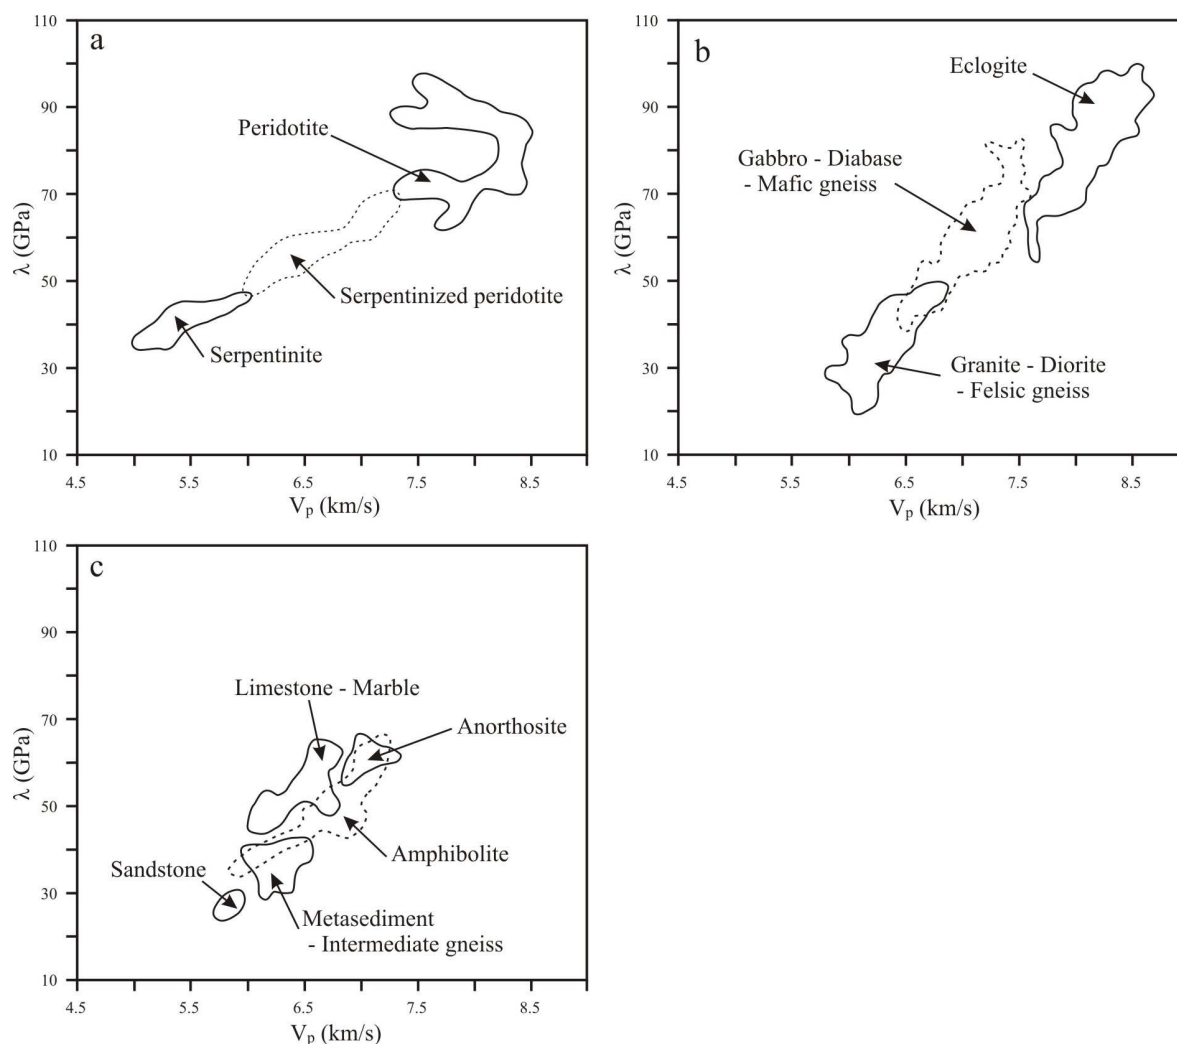 a
110
90
70
50
30
10
λ (GPa)
Peridotite
Serpentinized peridotite
Serpentinite
4.5 5.5 6.5 7.5 8.5
Vp (km/s)
b
110
90
70
50
30
10
λ (GPa)
Eclogite
Gabbro - Diabase
- Mafic gneiss
Granite - Diorite
- Felsic gneiss
4.5 5.5 6.5 7.5 8.5
Vp (km/s)
c
110
90
70
50
30
10
λ (GPa)
Limestone - Marble
Anorthosite
Amphibolite
Sandstone
Metasediment
- Intermediate gneiss
4.5 5.5 6.5 7.5 8.5
Vp (km/s)